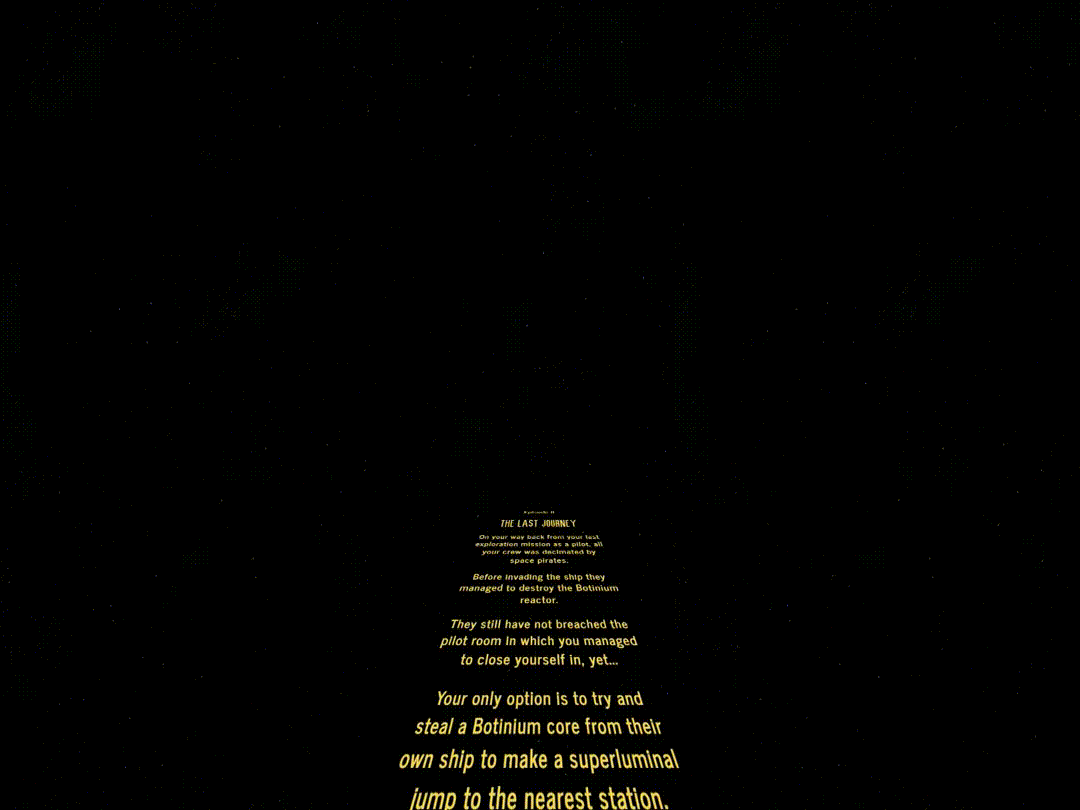 Episode II
THE LAST JOURNEY
On your way back from your last
exploration mission as a pilot, all
your crew was decimated by
space pirates.
Before invading the ship they
managed to destroy the Botinium
reactor.
They still have not breached the
pilot room in which you managed
to close yourself in, yet...
Your only option is to try and
steal a Botinium core from their
own ship to make a superluminal
jump to the nearest station.